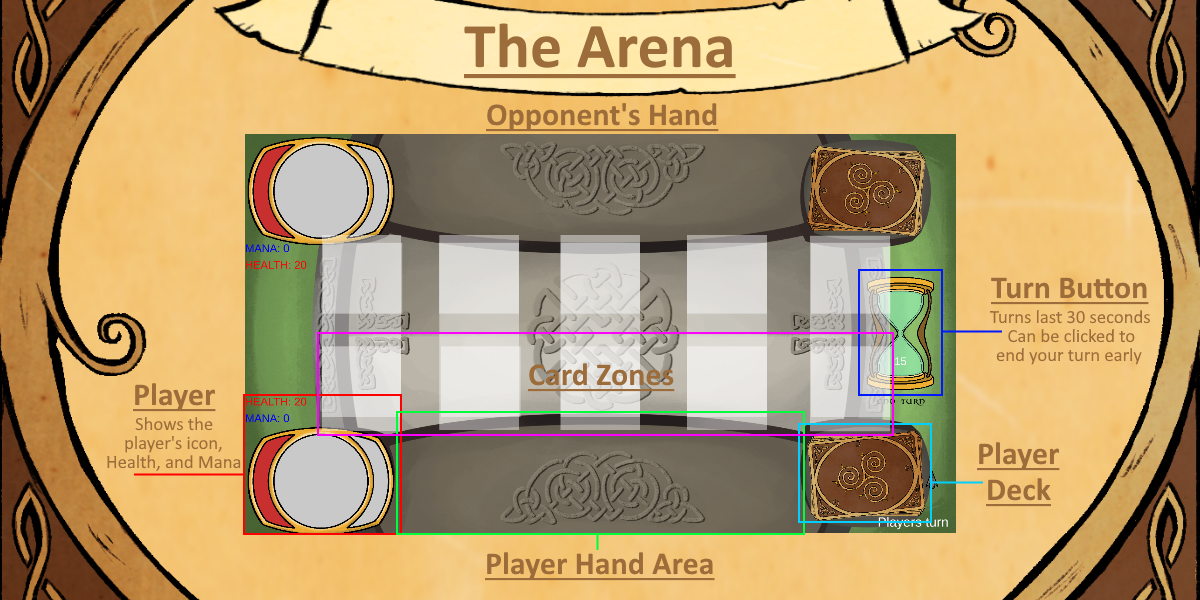 The Arena
Opponent's Hand
MANA: 0
HEALTH: 20
Turn Button
Turns last 30 seconds
Can be clicked to
end your turn early
15
Card Zones
Player
Shows the
player's icon,
Health, and Mana
HEALTH: 20
MANA: 0
TURN
Player
Deck
Players turn
Player Hand Area